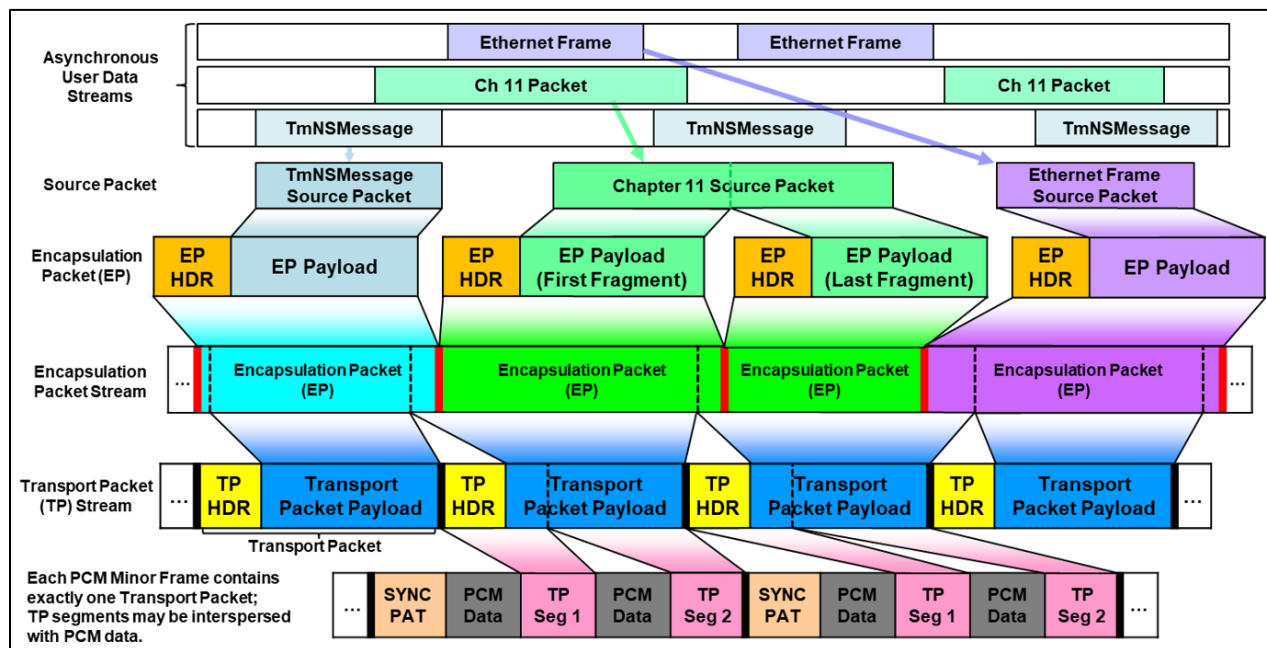 Asynchronous
User Data
Streams
Ethernet Frame
Ethernet Frame
Ch 11 Packet
Ch 11 Packet
TmNSMessage
TmNSMessage
TmNSMessage
Source Packet
TmNSMessage
Source Packet
Chapter 11 Source Packet
Ethernet Frame
Source Packet
Encapsulation
Packet (EP)
EP
HDR
EP Payload
EP
HDR
EP Payload
(First Fragment)
EP
HDR
EP Payload
(Last Fragment)
EP
HDR
EP Payload
Encapsulation
Packet Stream
...
Encapsulation Packet
(EP)
Encapsulation Packet
(EP)
Encapsulation Packet
(EP)
Encapsulation Packet
(EP)
...
Transport Packet
(TP) Stream
...
TP
HDR
Transport
Packet Payload
TP
HDR
Transport
Packet Payload
TP
HDR
Transport
Packet Payload
TP
HDR
Transport
Packet Payload
...
Transport Packet
Each PCM Minor Frame contains
exactly one Transport Packet;
TP segments may be interspersed
with PCM data.
...
SYNC
PAT
PCM
Data
TP
Seg 1
PCM
Data
TP
Seg 2
SYNC
PAT
PCM
Data
TP
Seg 1
PCM
Data
TP
Seg 2
...